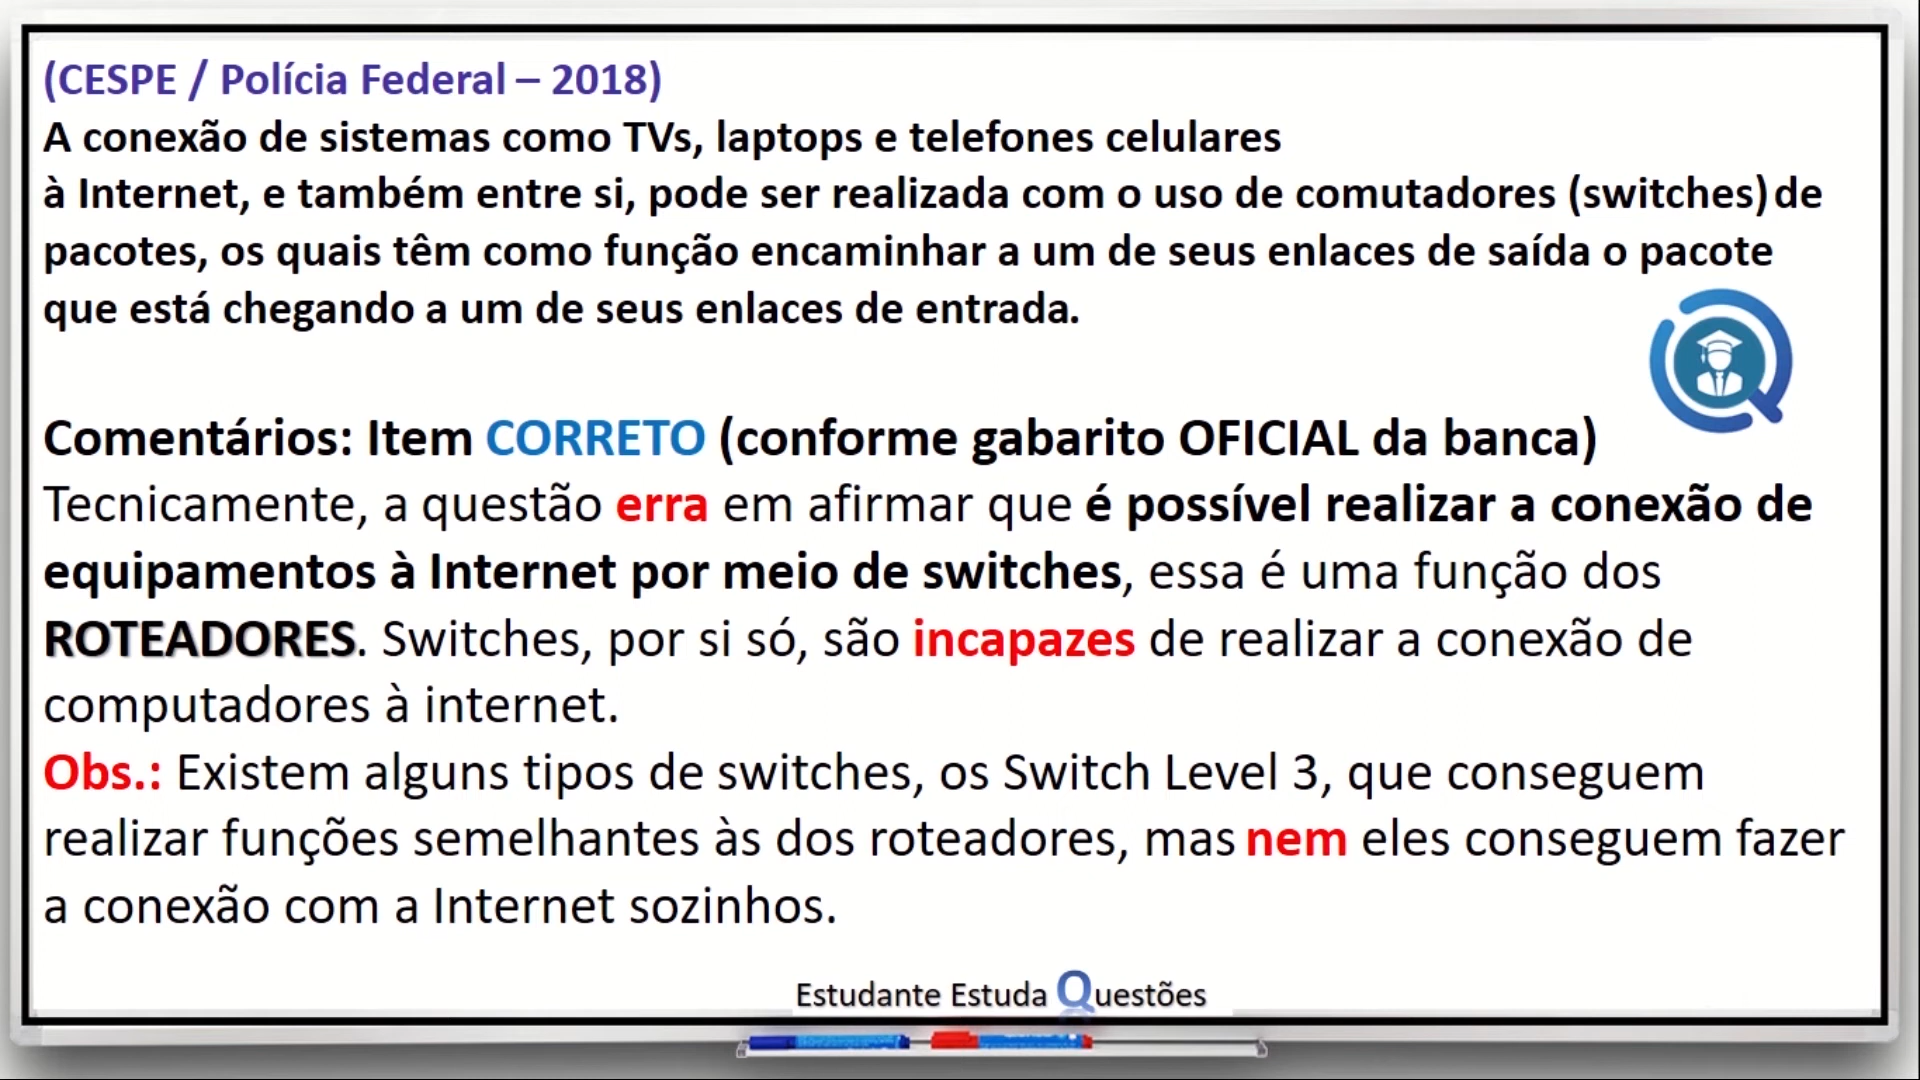 (CESPE / Polícia Federal – 2018)
A conexão de sistemas como TVs, laptops e telefones celulares
à Internet, e também entre si, pode ser realizada com o uso de comutadores (switches) de
pacotes, os quais têm como função encaminhar a um de seus enlaces de saída o pacote
que está chegando a um de seus enlaces de entrada.
Comentários: Item CORRETO (conforme gabarito OFICIAL da banca)
Tecnicamente, a questão erra em afirmar que é possível realizar a conexão de
equipamentos à Internet por meio de switches, essa é uma função dos
ROTEADORES. Switches, por si só, são incapazes de realizar a conexão de
computadores à internet.
Obs.: Existem alguns tipos de switches, os Switch Level 3, que conseguem
realizar funções semelhantes às dos roteadores, mas nem eles conseguem fazer
a conexão com a Internet sozinhos.
Estudante Estuda Questões